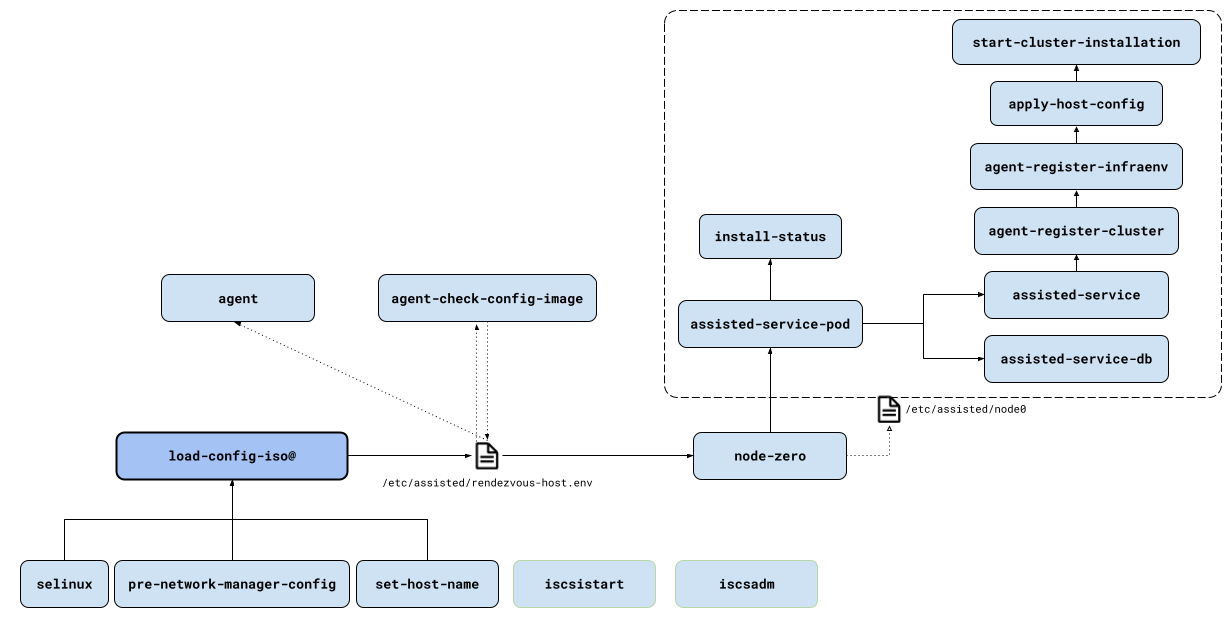 start-cluster-installation
apply-host-config
agent-register-infraenv
agent-register-cluster
install-status
assisted-service
agent
agent-check-config-image
assisted-service-pod
assisted-service-db
/etc/assisted/node0
load-config-iso@
node-zero
/etc/assisted/rendezvous-host.env
selinux
pre-network-manager-config
set-host-name
iscsistart
iscsadm